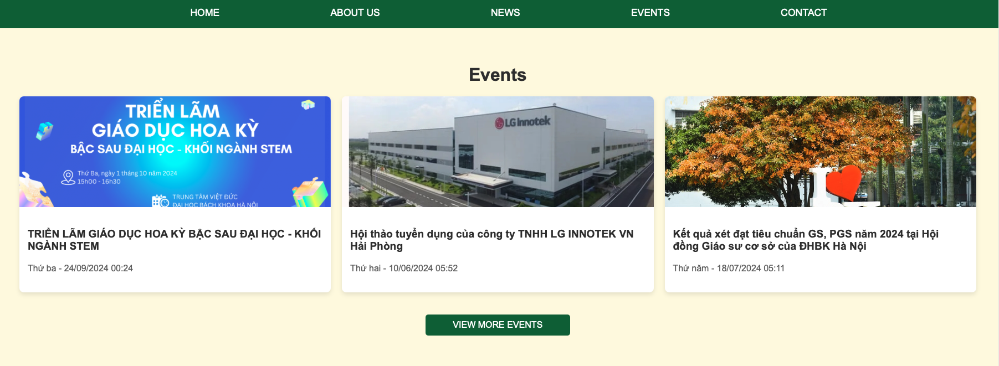 HOME
ABOUT US
NEWS
EVENTS
CONTACT
Events
TRIỂN LÃM
GIÁO DỤC HOA KỲ
BẬC SAU ĐẠI HỌC - KHỐI NGÀNH STEM
Thứ Ba, ngày 1 tháng 10 năm 2024
15h00 - 16h30
TRUNG TÂM VIỆT ĐỨC
ĐẠI HỌC BÁCH KHOA HÀ NỘI
LG Innotek
I
TRIỂN LÃM GIÁO DỤC HOA KỲ BẬC SAU ĐẠI HỌC - KHỐI
NGÀNH STEM
Thứ ba - 24/09/2024 00:24
Hội thảo tuyển dụng của công ty TNHH LG INNOTEK VN
Hải Phòng
Thứ hai - 10/06/2024 05:52
Kết quả xét đạt tiêu chuẩn GS, PGS năm 2024 tại Hội
đồng Giáo sư cơ sở của ĐHBK Hà Nội
Thứ năm - 18/07/2024 05:11
VIEW MORE EVENTS